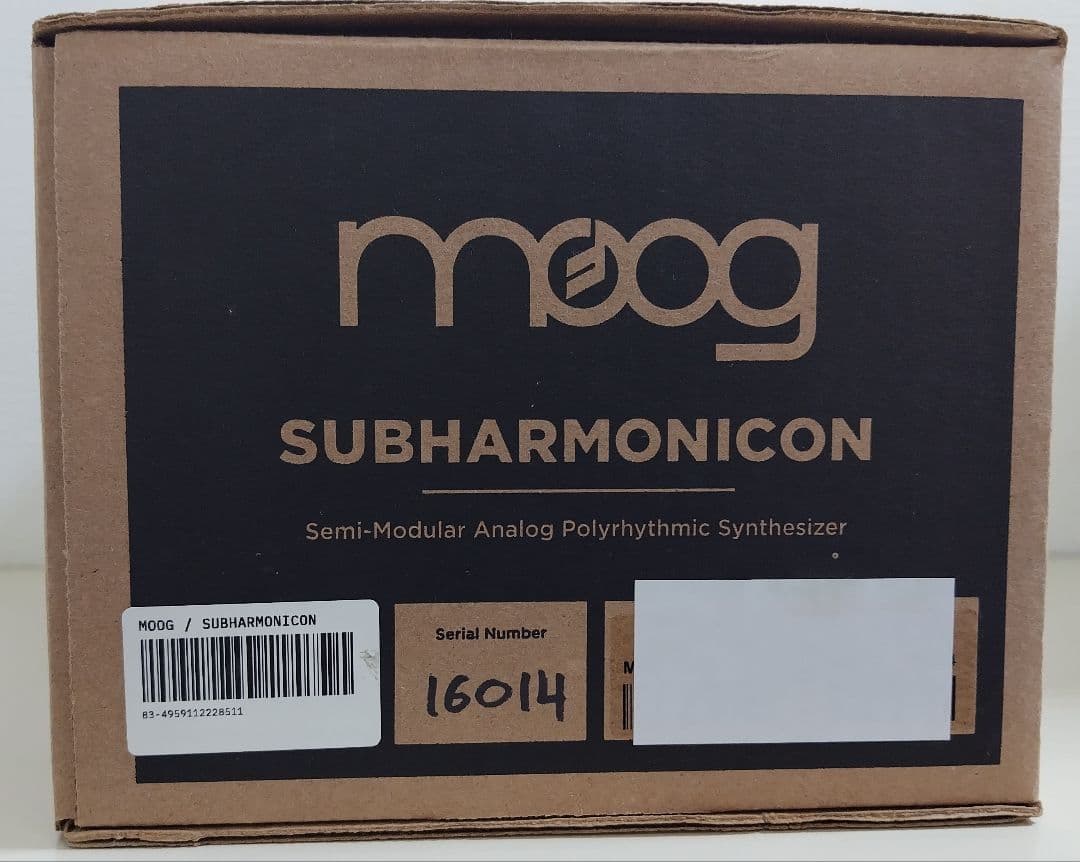 moog
SUBHARMONICON
Semi-Modular Analog Polyrhythmic Synthesizer
MOOG / SUBHARMONICON
83-4959112228511
Serial Number
16014
M